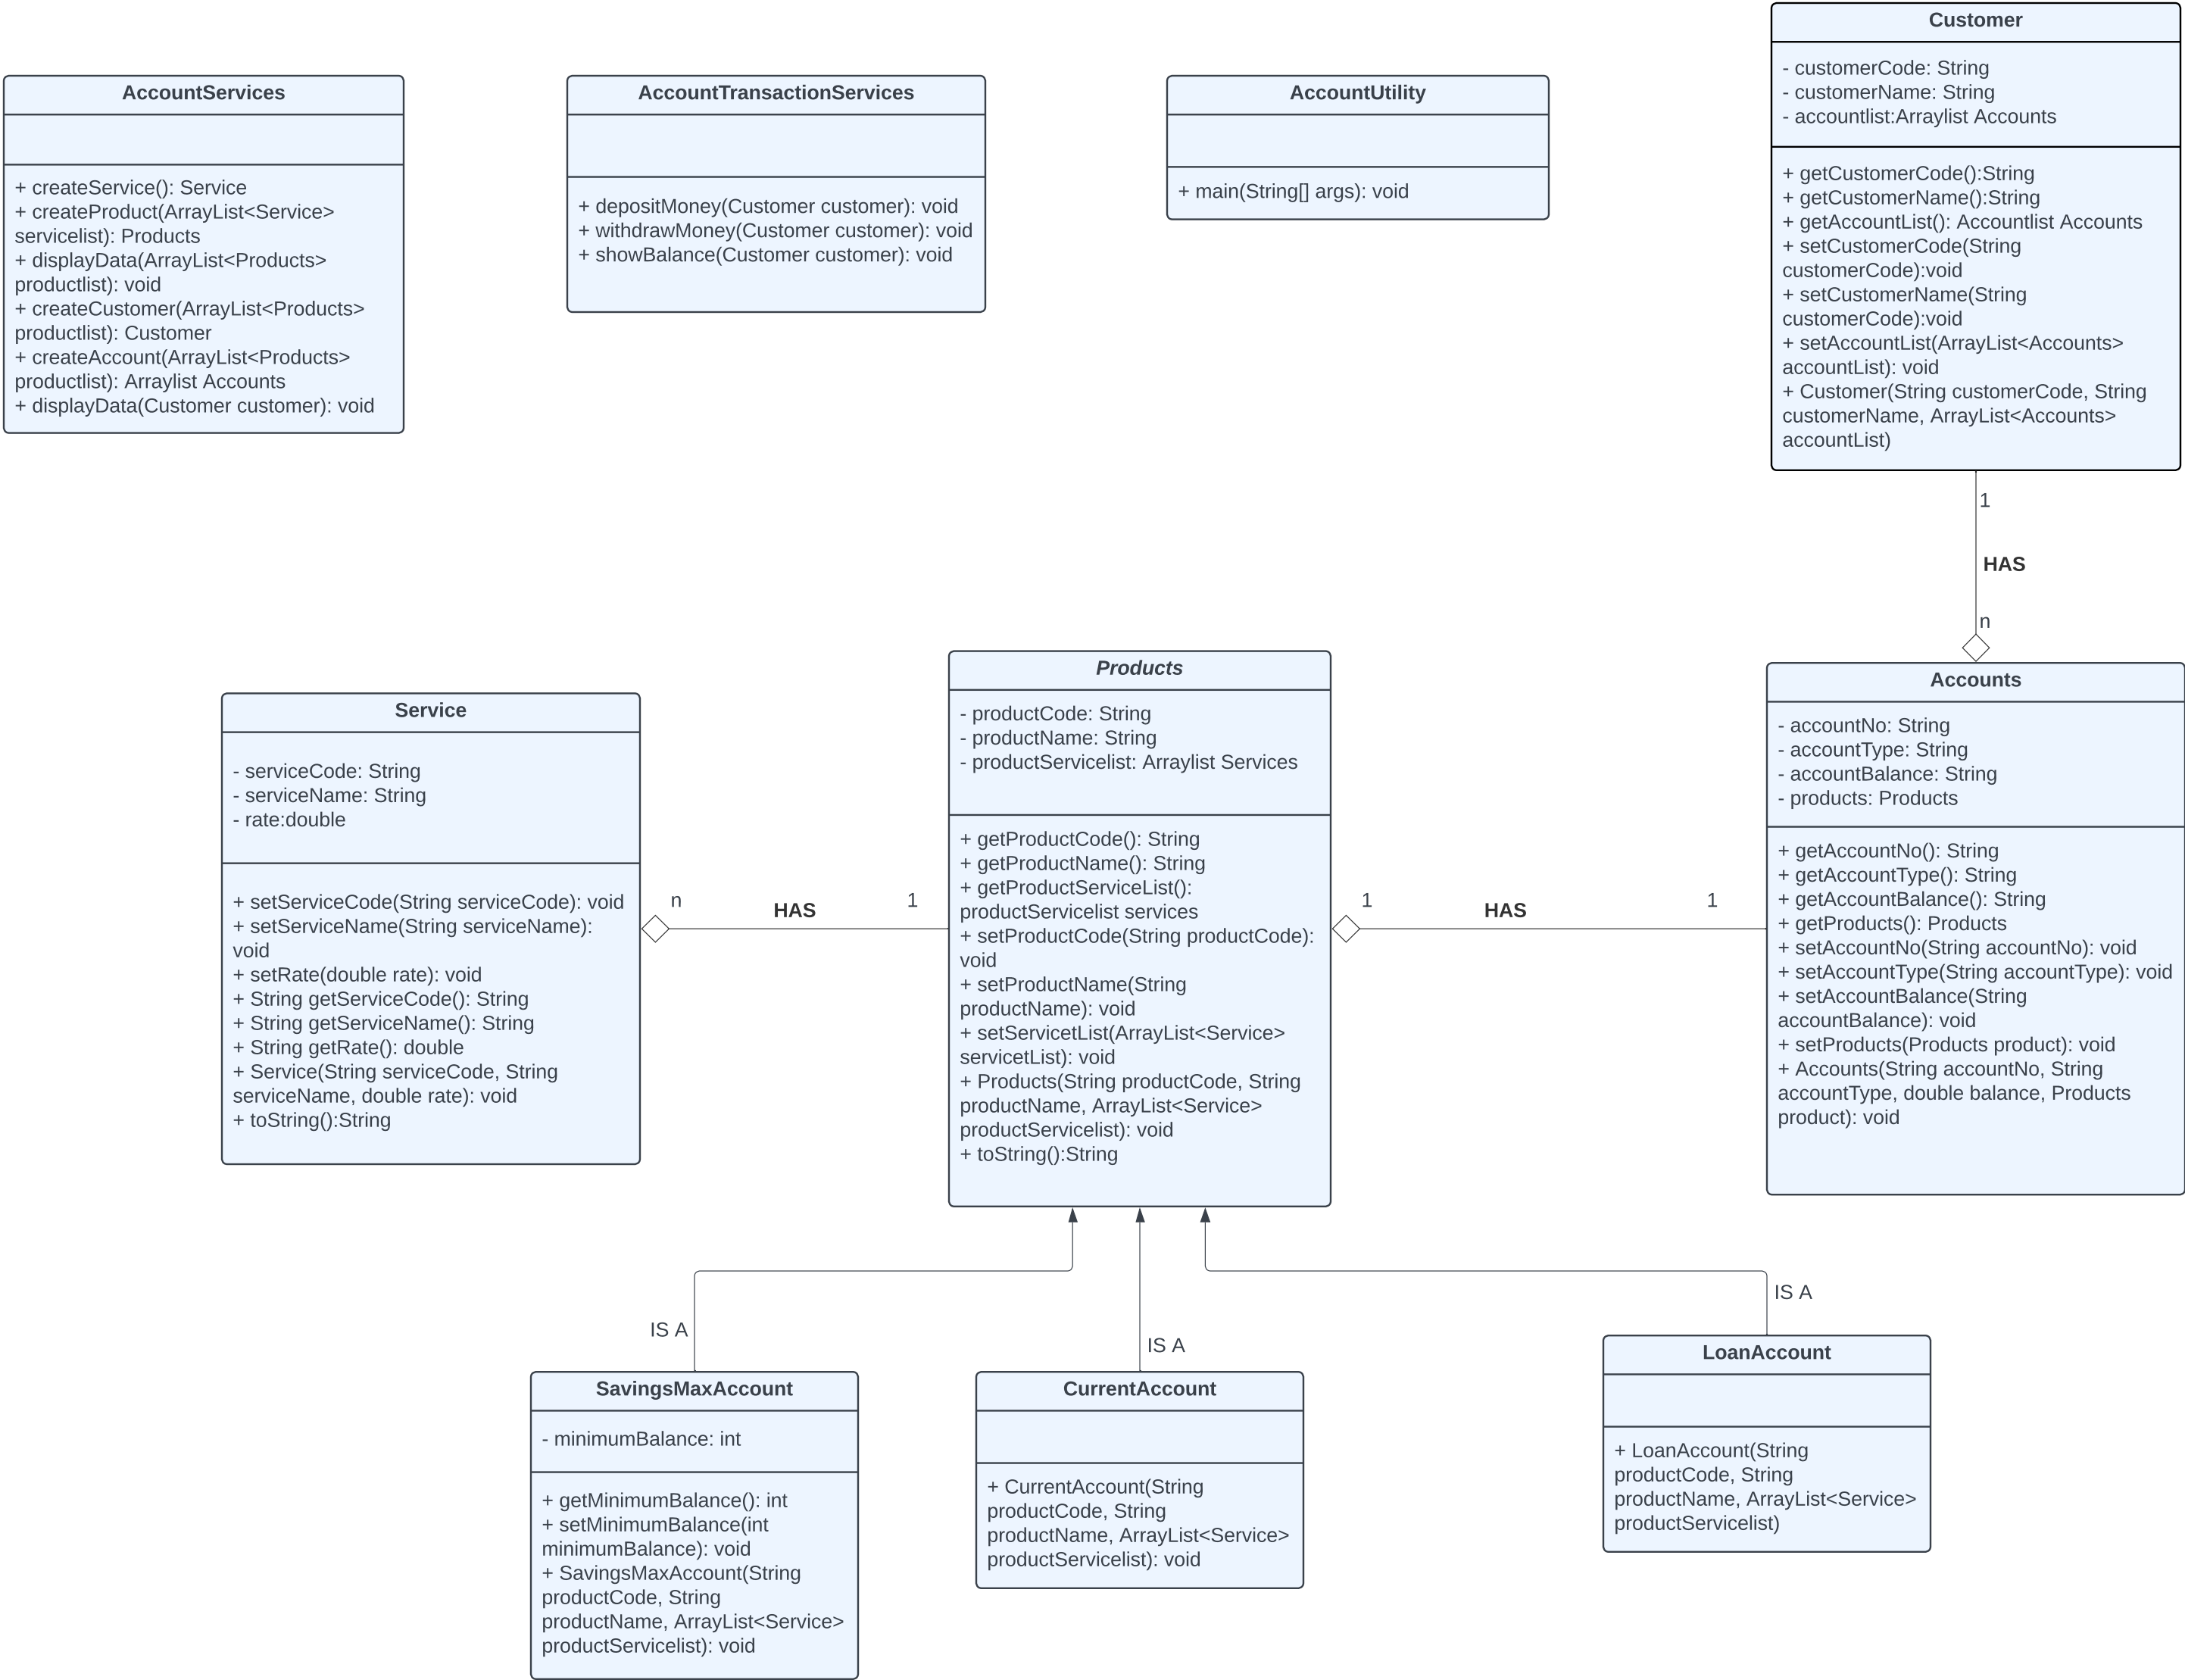 AccountServices
+ createService(): Service
+ createProduct(ArrayList<Service>
servicelist): Products
+ displayData(ArrayList<Products>
productlist): void
+ createCustomer(ArrayList<Products>
productlist): Customer
+ createAccount(ArrayList<Products>
productlist): Arraylist Accounts
+ displayData(Customer customer): void
AccountTransactionServices
+ depositMoney(Customer customer): void
+ withdrawMoney(Customer customer): void
+ showBalance(Customer customer): void
AccountUtility
+ main(String[] args): void
Customer
- customerCode: String
- customerName: String
- accountlist:Arraylist Accounts
+ getCustomerCode():String
+ getCustomerName():String
+ getAccountList(): Accountlist Accounts
+ setCustomerCode(String
customerCode):void
+ setCustomerName(String
customerCode):void
+ setAccountList(ArrayList<Accounts>
accountList): void
+ Customer(String customerCode, String
customerName, ArrayList<Accounts>
accountList)
1
HAS
n
Service
- serviceCode: String
- serviceName: String
- rate:double
+ setServiceCode(String serviceCode): void
+ setServiceName(String serviceName):
void
+ setRate(double rate): void
+ String getServiceCode(): String
+ String getServiceName(): String
+ String getRate(): double
+ Service(String serviceCode, String
serviceName, double rate): void
+ toString():String
n
HAS
1
Products
- productCode: String
- productName: String
- productServicelist: Arraylist Services
+ getProductCode(): String
+ getProductName(): String
+ getProductServiceList():
productServicelist services
+ setProductCode(String productCode):
void
+ setProductName(String
productName): void
+ setServicetList(ArrayList<Service>
servicetList): void
+ Products(String productCode, String
productName, ArrayList<Service>
productServicelist): void
+ toString():String
1
HAS
1
Accounts
- accountNo: String
- accountType: String
- accountBalance: String
- products: Products
+ getAccountNo(): String
+ getAccountType(): String
+ getAccountBalance(): String
+ getProducts(): Products
+ setAccountNo(String accountNo): void
+ setAccountType(String accountType): void
+ setAccountBalance(String
accountBalance): void
+ setProducts(Products product): void
+ Accounts(String accountNo, String
accountType, double balance, Products
product): void
IS A
IS A
IS A
SavingsMaxAccount
- minimumBalance: int
+ getMinimumBalance(): int
+ setMinimumBalance(int
minimumBalance): void
+ SavingsMaxAccount(String
productCode, String
productName, ArrayList<Service>
productServicelist): void
CurrentAccount
+ CurrentAccount(String
productCode, String
productName, ArrayList<Service>
productServicelist): void
LoanAccount
+ LoanAccount(String
productCode, String
productName, ArrayList<Service>
productServicelist)